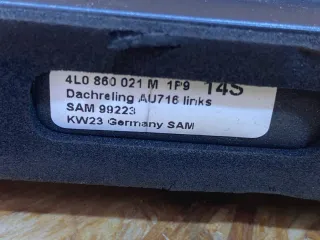 4L0 860 021 M 1P9 14S
Dachreling AU716 links
SAM 99223
KW23 Germany SAM